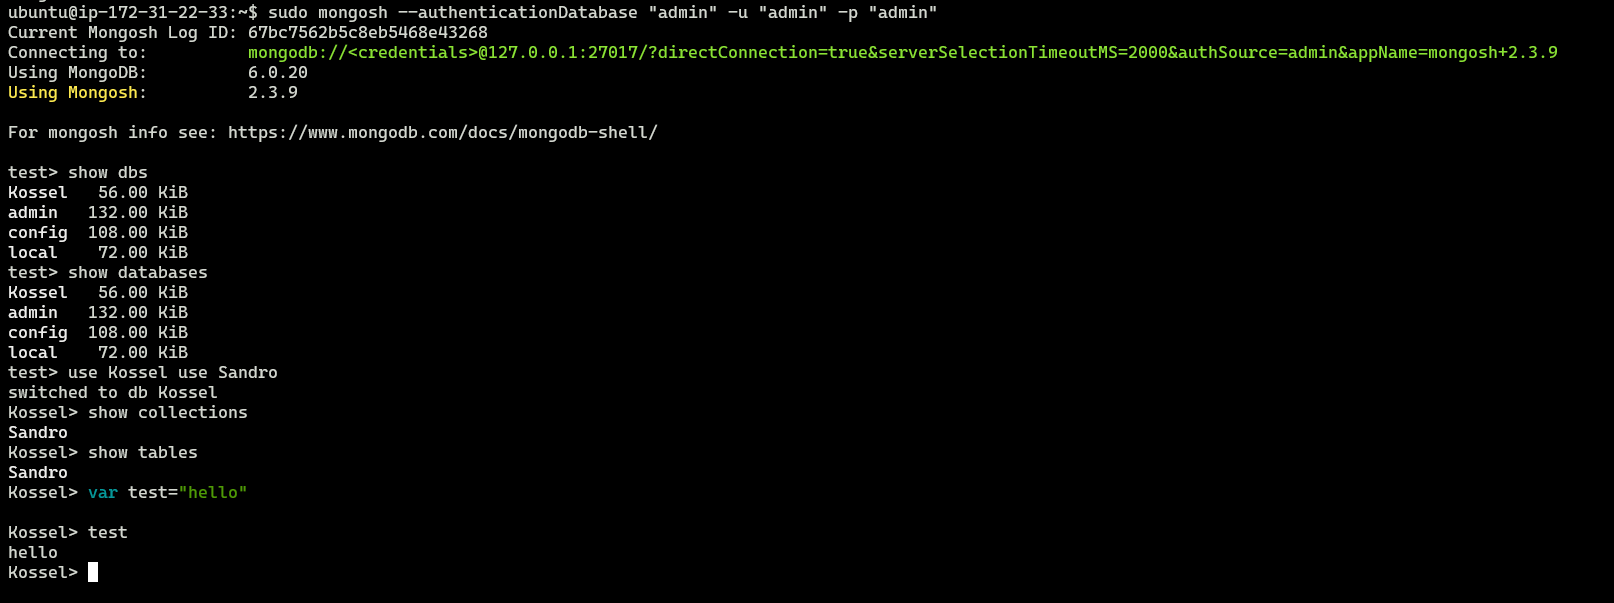 ubuntu@ip-172-31-22-33:~$ sudo mongosh --authenticationDatabase "admin" -u "admin" -p "admin"
Current Mongosh Log ID: 67bc7562b5c8eb5468e43268
Connecting to:          mongodb://<credentials>@127.0.0.1:27017/?directConnection=true&serverSelectionTimeoutMS=2000&authSource=admin&appName=mongosh+2.3.9
Using MongoDB:          6.0.20
Using Mongosh:          2.3.9
For mongosh info see: https://www.mongodb.com/docs/mongodb-shell/
test> show dbs
Kossel   56.00 KiB
admin   132.00 KiB
config  108.00 KiB
local    72.00 KiB
test> show databases
Kossel   56.00 KiB
admin   132.00 KiB
config  108.00 KiB
local    72.00 KiB
test> use Kossel use Sandro
switched to db Kossel
Kossel> show collections
Sandro
Kossel> show tables
Sandro
Kossel> var test="hello"
Kossel> test
hello
Kossel>